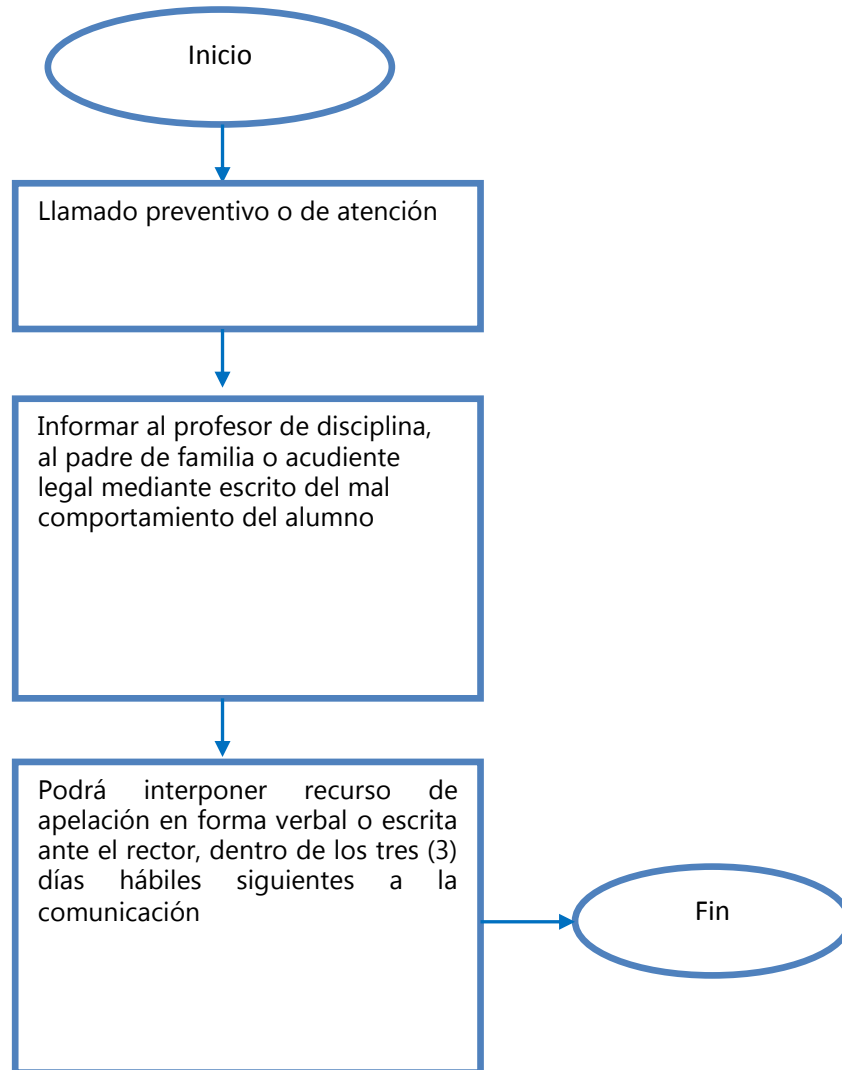 Inicio
Llamado preventivo o de atención
Informar al profesor de disciplina,
al padre de familia o acudiente
legal mediante escrito del mal
comportamiento del alumno
Podrá interponer recurso de
apelación en forma verbal o escrita
ante el rector, dentro de los tres (3)
días hábiles siguientes a la
comunicación
Fin